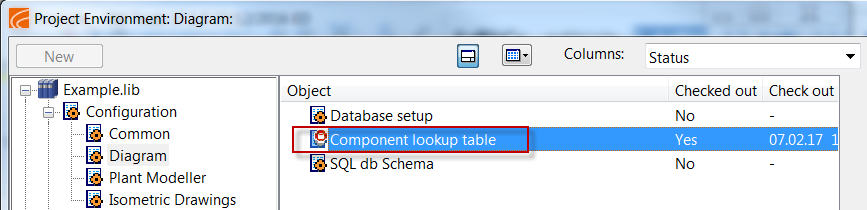 Project Environment: Diagram:
New
Columns:
Status
Example.lib
Configuration
Common
Diagram
Plant Modeller
Isometric Drawings
Object Checked out Check out
Database setup No -
Component lookup table Yes 07.02.17 1
SQL db Schema No -